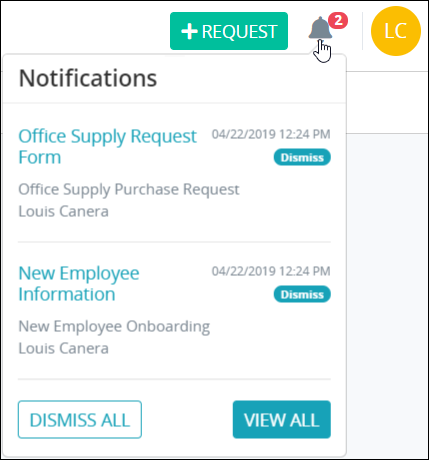 + REQUEST
2
LC
Notifications
Office Supply Request 04/22/2019 12:24 PM
Form Dismiss
Office Supply Purchase Request
Louis Canera
New Employee 04/22/2019 12:24 PM
Information Dismiss
New Employee Onboarding
Louis Canera
DISMISS ALL VIEW ALL